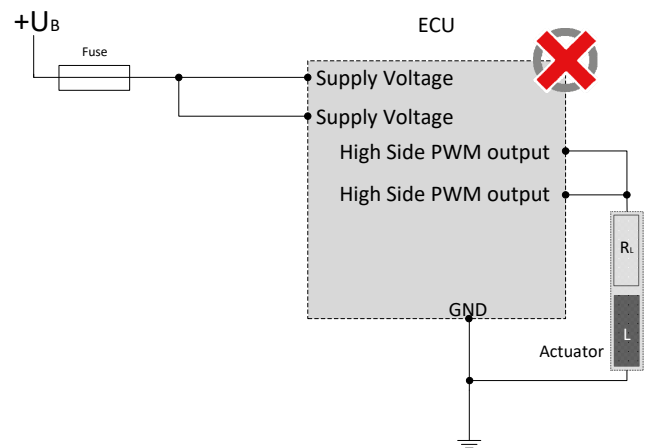 +UB
ECU
Fuse
Supply Voltage
Supply Voltage
High Side PWM output
High Side PWM output
RL
GND
L
Actuator